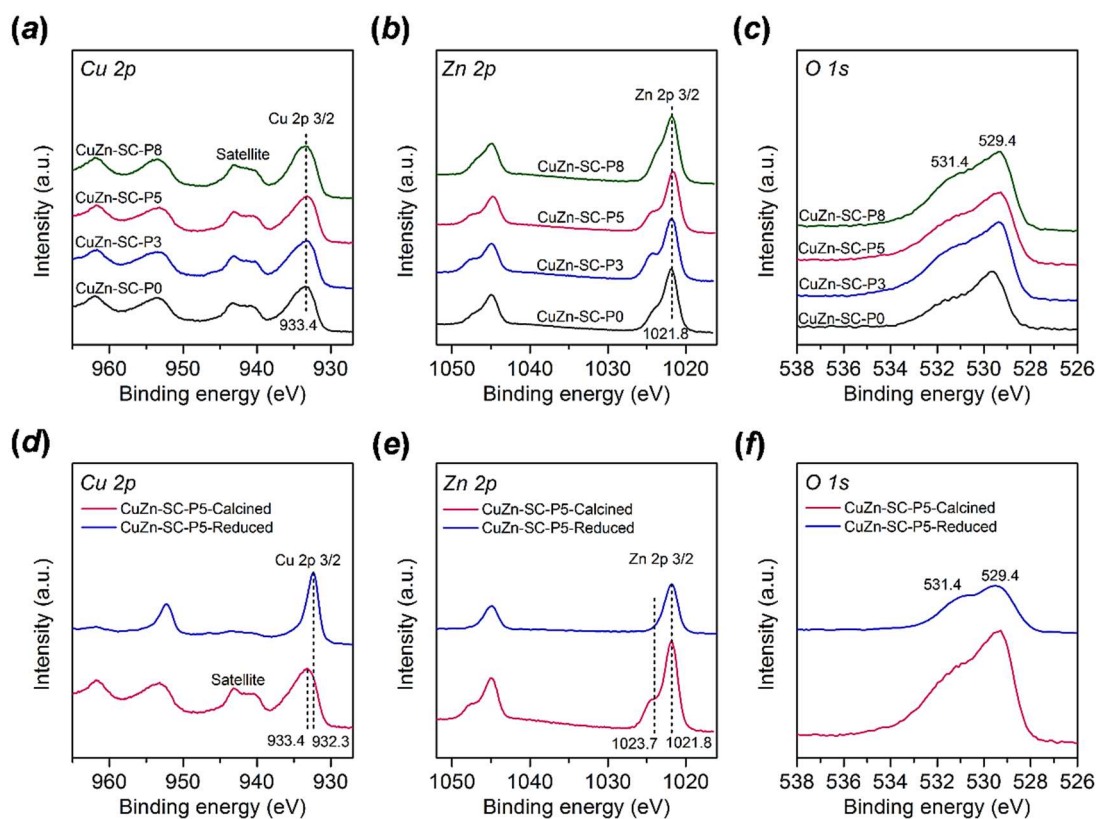 (a)
Cu 2p
Cu 2p 3/2
CuZn-SC-P8
Satellite
CuZn-SC-P5
CuZn-SC-P3
CuZn-SC-P0
933.4
Intensity (a.u.)
960 950 940 930
Binding energy (eV)
(b)
Zn 2p
Zn 2p 3/2
CuZn-SC-P8
CuZn-SC-P5
CuZn-SC-P3
CuZn-SC-P0
1021.8
Intensity (a.u.)
1050 1040 1030 1020
Binding energy (eV)
(c)
O 1s
529.4
531.4
CuZn-SC-P8
CuZn-SC-P5
CuZn-SC-P3
CuZn-SC-P0
Intensity (a.u.)
538 536 534 532 530 528 526
Binding energy (eV)
(d)
Cu 2p
CuZn-SC-P5-Calcined
CuZn-SC-P5-Reduced
Cu 2p 3/2
Satellite
933.4 932.3
Intensity (a.u.)
960 950 940 930
Binding energy (eV)
(e)
Zn 2p
CuZn-SC-P5-Calcined
CuZn-SC-P5-Reduced
Zn 2p 3/2
1023.7 1021.8
Intensity (a.u.)
1050 1040 1030 1020
Binding energy (eV)
(f)
O 1s
CuZn-SC-P5-Calcined
CuZn-SC-P5-Reduced
531.4 529.4
Intensity (a.u.)
538 536 534 532 530 528 526
Binding energy (eV)